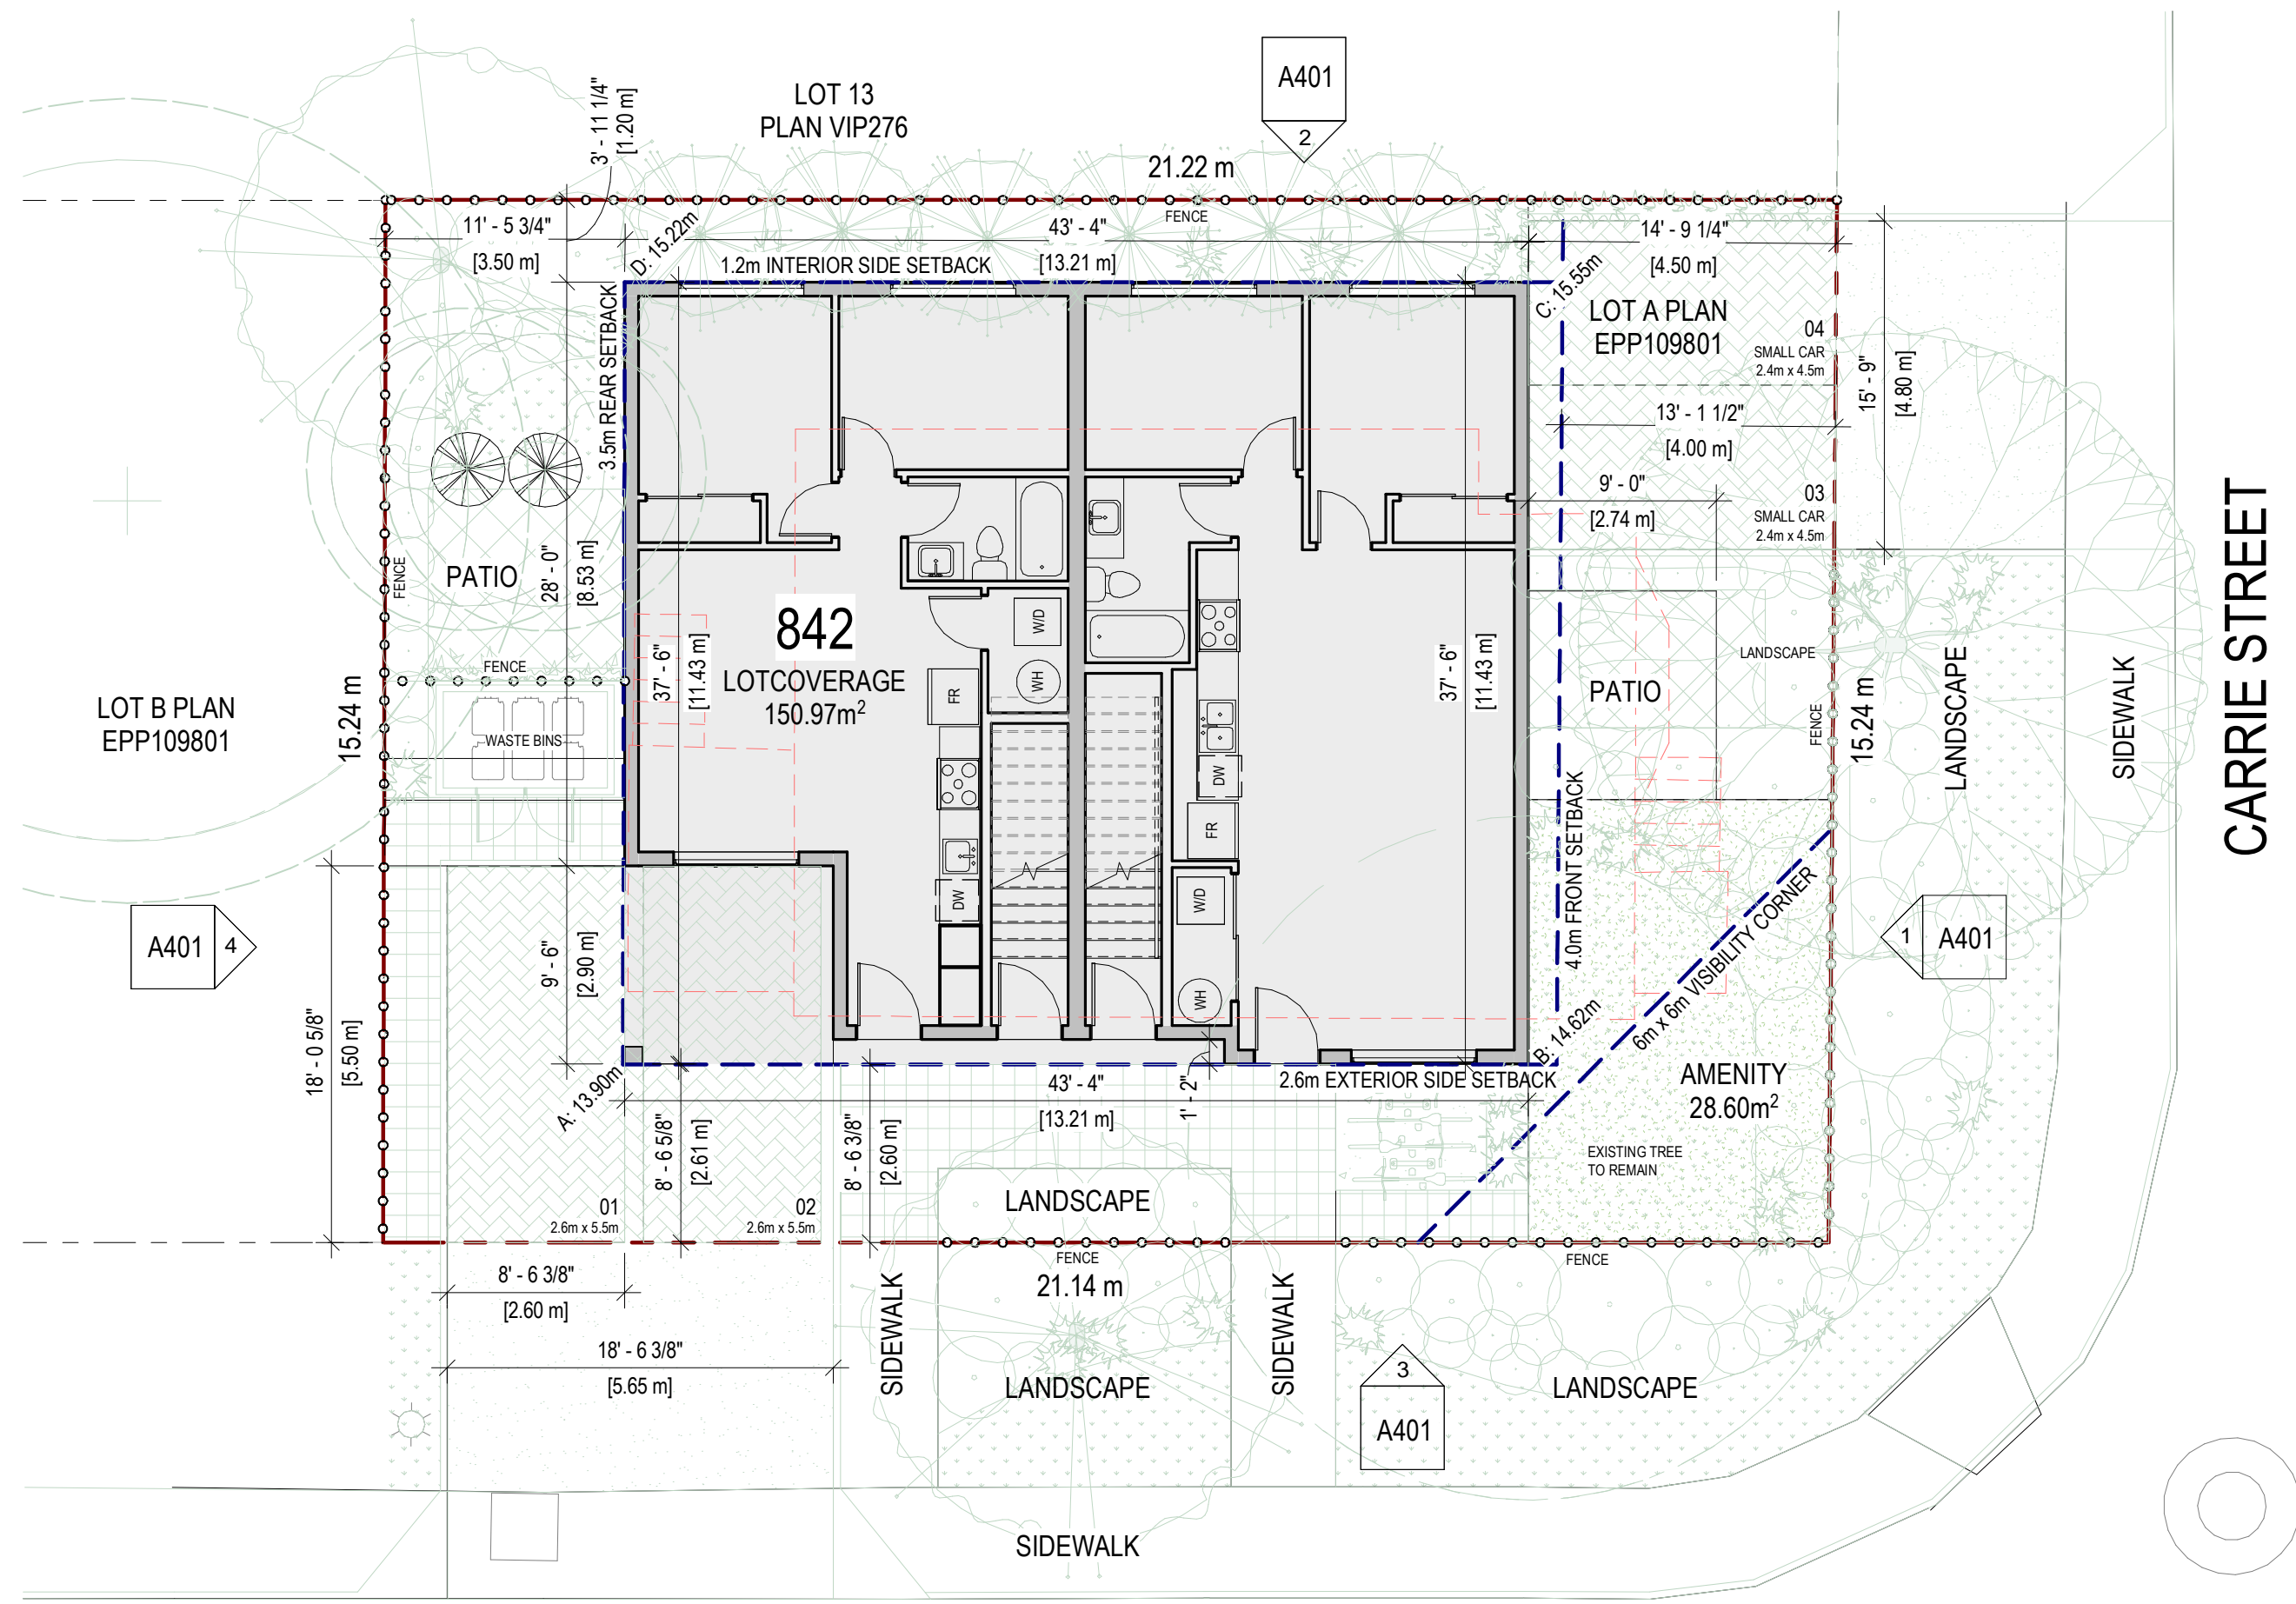 A401
2
LOT 13
PLAN VIP276
3' - 11 1/4"
[1.20 m]
21.22 m
FENCE
11' - 5 3/4"
[3.50 m]
D: 15.22m
43' - 4"
[13.21 m]
1.2m INTERIOR SIDE SETBACK
14' - 9 1/4"
[4.50 m]
C: 15.55m
LOT A PLAN
EPP109801
04
SMALL CAR
2.4m x 4.5m
15' - 9"
[4.80 m]
13' - 1 1/2"
[4.00 m]
3.5m REAR SETBACK
9' - 0"
[2.74 m]
03
SMALL CAR
2.4m x 4.5m
CARRIE STREET
FENCE
PATIO
28' - 0"
[8.53 m]
842
LOTCOVERAGE
150.97m²
37' - 6"
[11.43 m]
W/D
WH
FR
DW
37' - 6"
[11.43 m]
DW
FR
W/D
WH
PATIO
LANDSCAPE
FENCE
15.24 m
LANDSCAPE
SIDEWALK
FENCE
WASTE BINS
LOT B PLAN
EPP109801
15.24 m
4.0m FRONT SETBACK
6m x 6m VISIBILITY CORNER
A401
4
1
A401
9' - 6"
[2.90 m]
18' - 0 5/8"
[5.50 m]
A: 13.90m
B: 14.62m
43' - 4"
[13.21 m]
1' - 2"
2.6m EXTERIOR SIDE SETBACK
AMENITY
28.60m²
EXISTING TREE
TO REMAIN
8' - 6 5/8"
[2.61 m]
8' - 6 3/8"
[2.60 m]
01
2.6m x 5.5m
02
2.6m x 5.5m
LANDSCAPE
FENCE
21.14 m
FENCE
8' - 6 3/8"
[2.60 m]
18' - 6 3/8"
[5.65 m]
SIDEWALK
SIDEWALK
LANDSCAPE
3
A401
LANDSCAPE
SIDEWALK